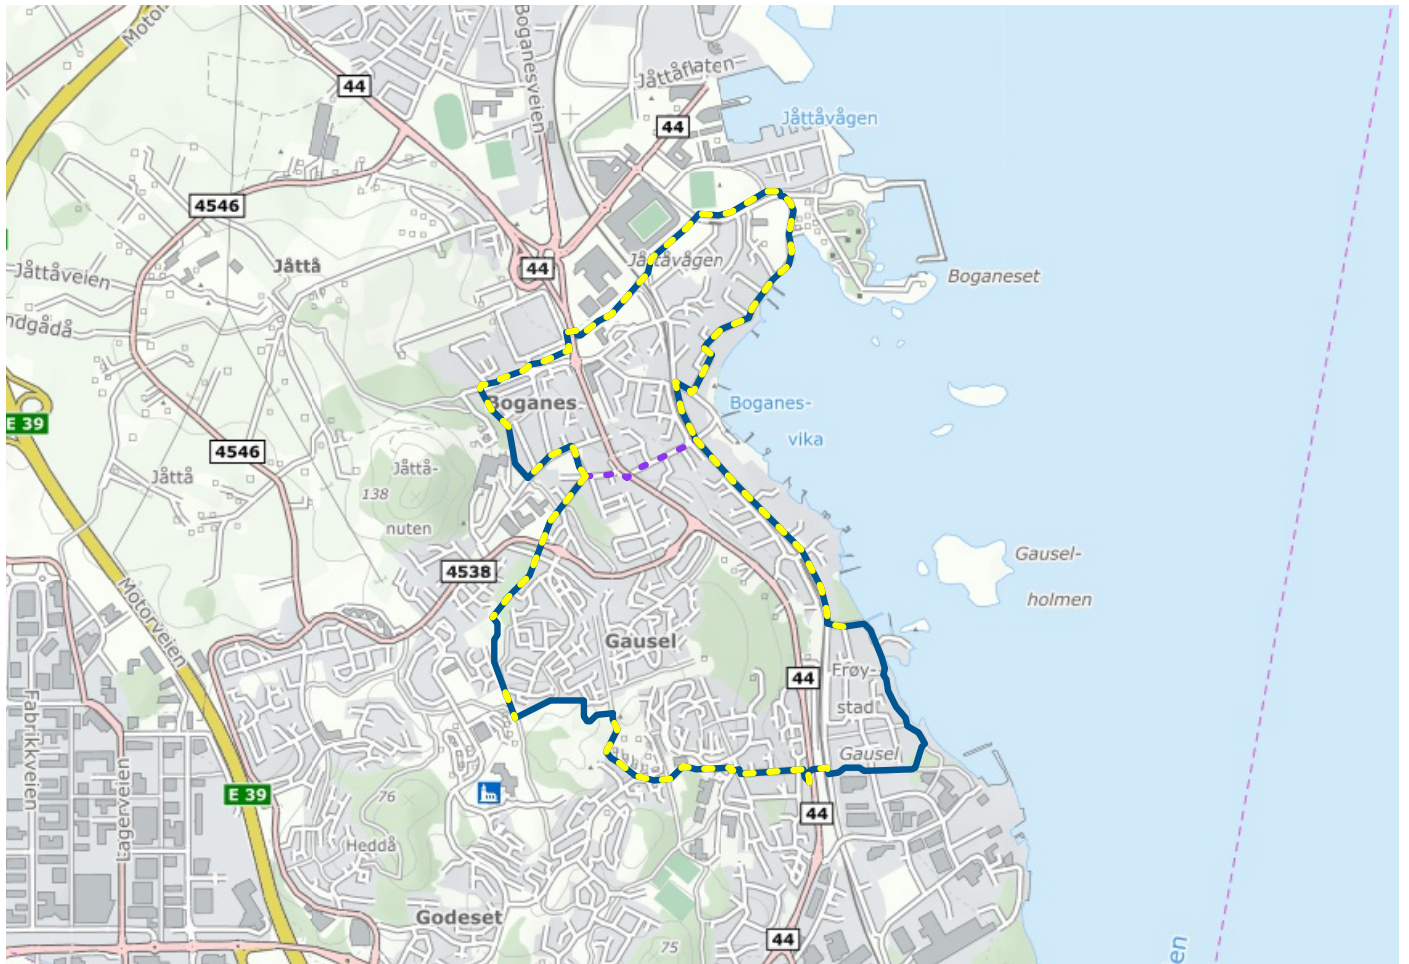 Motor
Boganesveien
44
Jåttåflaten
44
Jåttåvågen
4546
Jåttåvågen
Jåttå
44
Boganeset
Jåttåveien
ndgådå
Boganes
Boganes-
vika
E 39
4546
Jåttå
Jåttå-
nuten
138
Gausel-
holmen
4538
Motorveien
Gausel
44
Frøy-
stad
Gausel
Fabrikkveien
Lagerveien
E 39
76
44
Heddå
Godeset
44
75
en